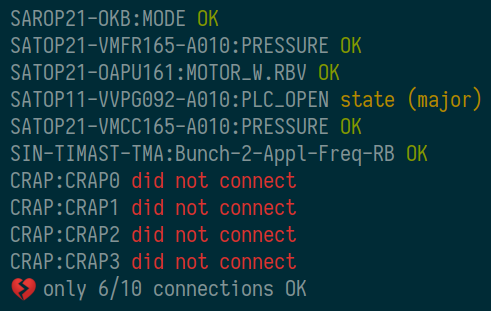 SAROP21-OKB:MODE OK
SATOP21-VMFR165-A010:PRESSURE OK
SATOP21-OAPU161:MOTOR_W.RBV OK
SATOP11-VVPG092-A010:PLC_OPEN state (major)
SATOP21-VMCC165-A010:PRESSURE OK
SIN-TIMAST-TMA:Bunch-2-Appl-Freq-RB OK
CRAP:CRAP0 did not connect
CRAP:CRAP1 did not connect
CRAP:CRAP2 did not connect
CRAP:CRAP3 did not connect
💔 only 6/10 connections OK